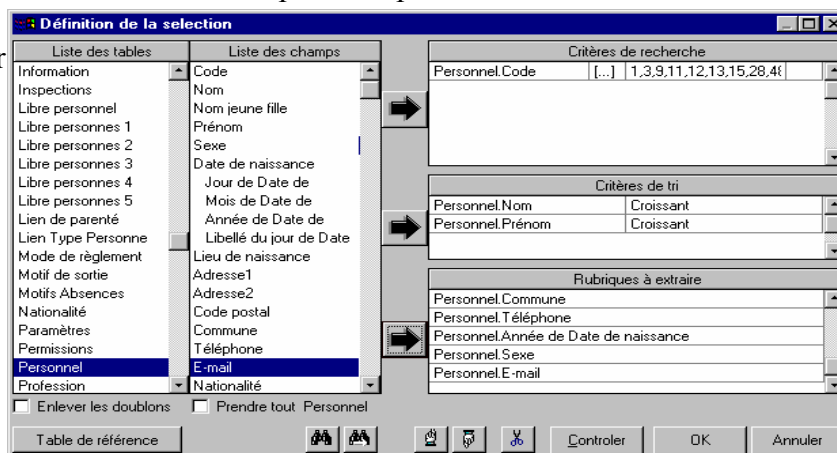 Définition de la selection
r
Liste des tables
Information
Inspections
Libre personnel
Libre personnes 1
Libre personnes 2
Libre personnes 3
Libre personnes 4
Libre personnes 5
Lien de parenté
Lien Type Personne
Mode de règlement
Motif de sortie
Motifs Absences
Nationalité
Paramètres
Permissions
Personnel
Profession
Liste des champs
Code
Nom
Nom jeune fille
Prénom
Sexe
Date de naissance
Jour de Date de
Mois de Date de
Année de Date de
Libellé du jour de Date
Lieu de naissance
Adresse1
Adresse2
Code postal
Commune
Téléphone
E-mail
Nationalité
Critères de recherche
Personnel.Code [...] 1,3,9,11,12,13,15,28,48
Critères de tri
Personnel.Nom Croissant
Personnel.Prénom Croissant
Rubriques à extraire
Personnel.Commune
Personnel.Téléphone
Personnel.Année de Date de naissance
Personnel.Sexe
Personnel.E-mail
Enlever les doublons Prendre tout Personnel
Table de référence Controler OK Annuler